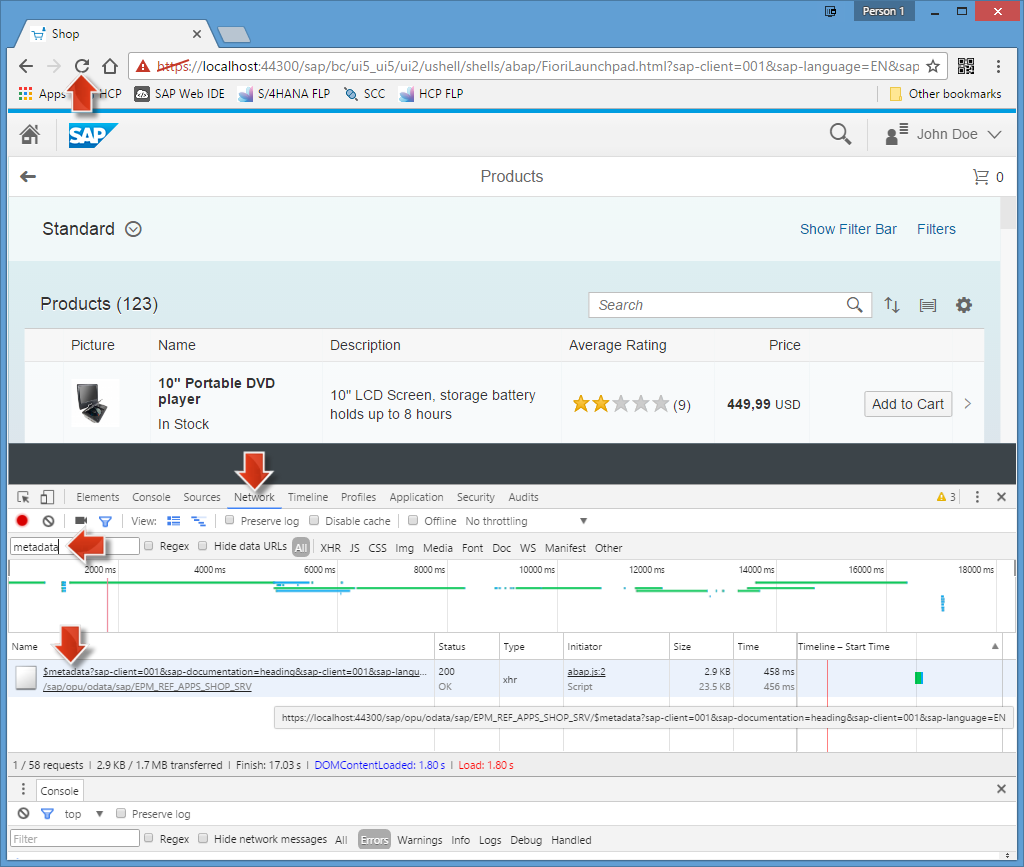 Person 1
Shop
https://localhost:44300/sap/bc/ui5_ui5/ui2/ushell/shells/abap/FioriLaunchpad.html?sap-client=001&sap-language=EN&sap
Apps HCP SAP Web IDE S/4HANA FLP SCC HCP FLP Other bookmarks
SAP John Doe
Products 0
Standard Show Filter Bar Filters
Products (123) Search
Picture Name Description Average Rating Price
10" Portable DVD
player
In Stock
10" LCD Screen, storage battery
holds up to 8 hours
(9)
449,99 USD
Add to Cart
Elements Console Sources Network Timeline Profiles Application Security Audits 3
View: Preserve log Disable cache Offline No throttling
metadata Regex Hide data URLs All XHR JS CSS Img Media Font Doc WS Manifest Other
2000 ms 4000 ms 6000 ms 8000 ms 10000 ms 12000 ms 14000 ms 16000 ms 18000 ms
Name Status Type Initiator Size Time Timeline – Start Time
$metadata?sap-client=001&sap-documentation=heading&sap-client=001&sap-langu... 200 xhr abap.js:2 2.9 KB 458 ms
/sap/opu/odata/sap/EPM_REF_APPS_SHOP_SRV OK Script 23.5 KB 456 ms
https://localhost:44300/sap/opu/odata/sap/EPM_REF_APPS_SHOP_SRV/$metadata?sap-client=001&sap-documentation=heading&sap-client=001&sap-language=EN
1 / 58 requests | 2.9 KB / 1.7 MB transferred | Finish: 17.03 s | DOMContentLoaded: 1.80 s | Load: 1.80 s
Console
top Preserve log
Filter Regex Hide network messages All Errors Warnings Info Logs Debug Handled